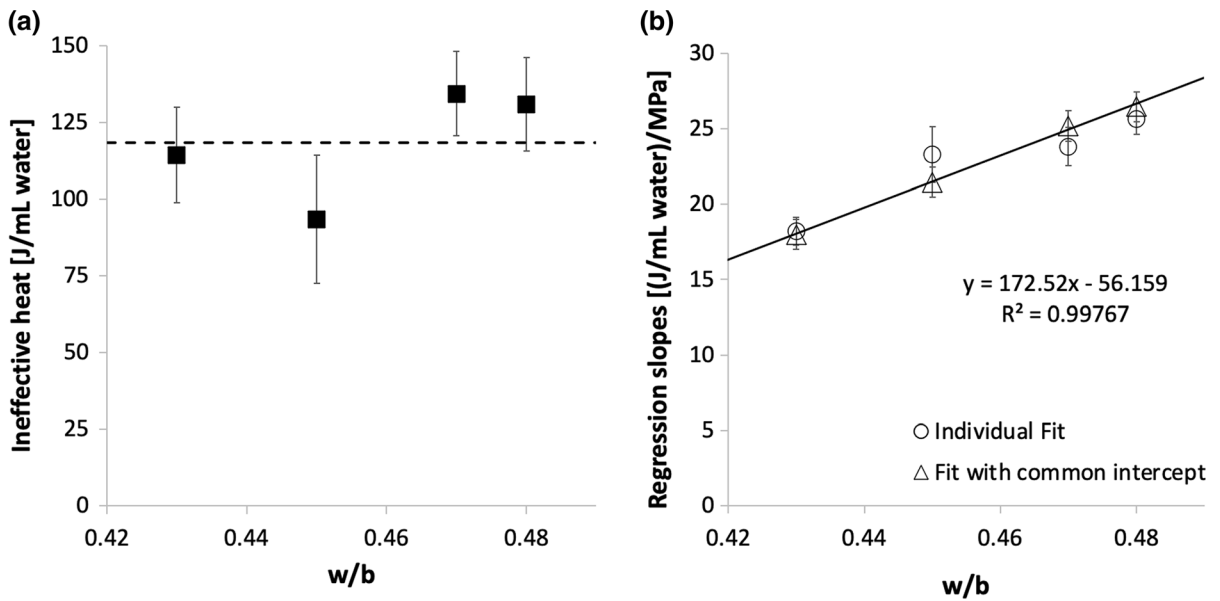 (a)
150
125
100
75
50
25
0
Ineffective heat [J/mL water]
0.42
0.44
0.46
0.48
w/b
(b)
30
25
20
15
10
5
0
Regression slopes [(J/mL water)/MPa]
y = 172.52x - 56.159
R² = 0.99767
Individual Fit
Fit with common intercept
0.42
0.44
0.46
0.48
w/b